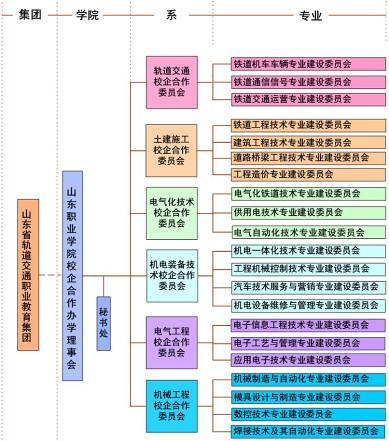 集团
学院
系
专业
山东省轨道交通职业教育集团
山东职业学院校企合作办学理事会
秘书处
轨道交通
校企合作
委员会
铁道机车车辆专业建设委员会
铁道通信信号专业建设委员会
铁道交通运营专业建设委员会
土建施工
校企合作
委员会
铁道工程技术专业建设委员会
建筑工程技术专业建设委员会
道路桥梁工程技术专业建设委员会
工程造价专业建设委员会
电气化技术
校企合作
委员会
电气化铁道技术专业建设委员会
供用电技术专业建设委员会
电气自动化技术专业建设委员会
机电装备技
术校企合作
委员会
机电一体化技术专业建设委员会
工程机械控制技术专业建设委员会
汽车技术服务与营销专业建设委员会
机电设备维修与管理专业建设委员会
电气工程
校企合作
委员会
电子信息工程技术专业建设委员会
电子工艺与管理专业建设委员会
应用电子技术专业建设委员会
机械工程
校企合作
委员会
机械制造与自动化专业建设委员会
模具设计与制造专业建设委员会
数控技术专业建设委员会
焊接技术及其自动化专业建设委员会